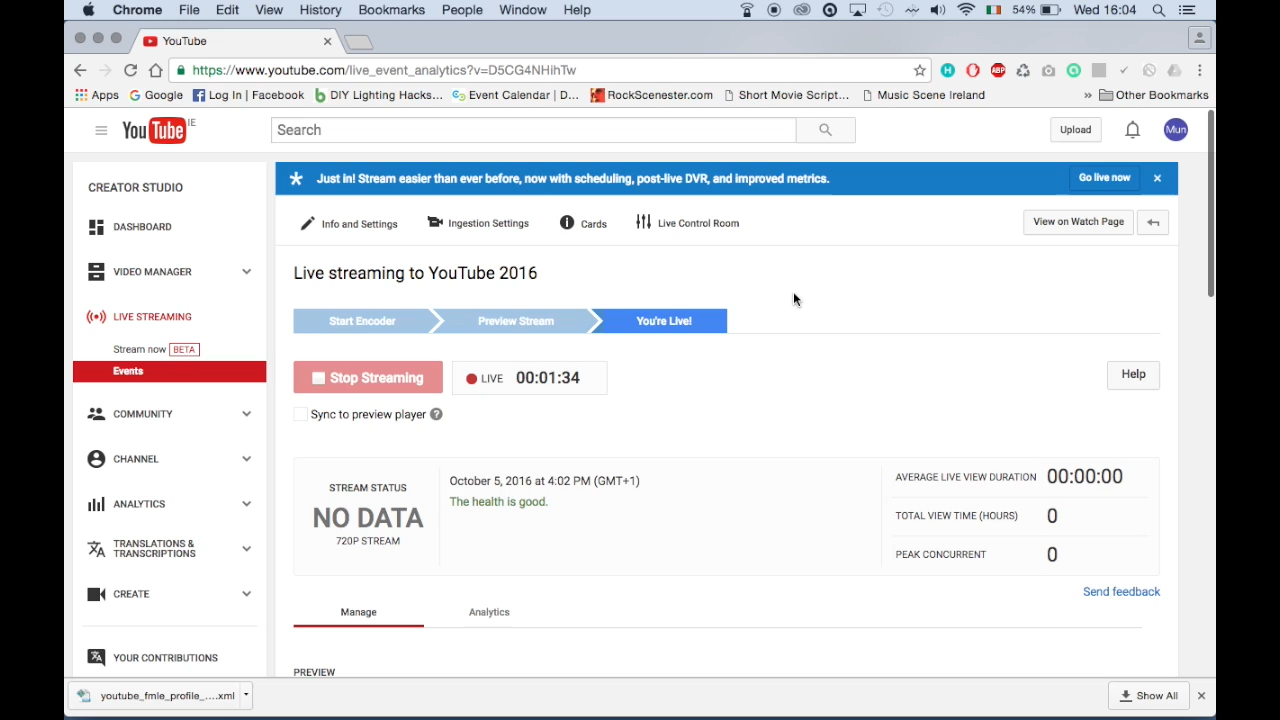 Chrome File Edit View History Bookmarks People Window Help 54% Wed 16:04
YouTube
https://www.youtube.com/live_event_analytics?v=D5CG4NHihTw
Apps Google Log In | Facebook DIY Lighting Hacks... Event Calendar | D... RockScenester.com Short Movie Script... Music Scene Ireland » Other Bookmarks
YouTube IE Search Upload Mun
CREATOR STUDIO
DASHBOARD
VIDEO MANAGER
LIVE STREAMING
Stream now BETA
Events
COMMUNITY
CHANNEL
ANALYTICS
TRANSLATIONS &
TRANSCRIPTIONS
CREATE
YOUR CONTRIBUTIONS
Just in! Stream easier than ever before, now with scheduling, post-live DVR, and improved metrics. Go live now
Info and Settings Ingestion Settings Cards Live Control Room View on Watch Page
Live streaming to YouTube 2016
Start Encoder Preview Stream You're Live!
Stop Streaming LIVE 00:01:34 Help
Sync to preview player ?
STREAM STATUS
NO DATA
720P STREAM
October 5, 2016 at 4:02 PM (GMT+1)
The health is good.
AVERAGE LIVE VIEW DURATION 00:00:00
TOTAL VIEW TIME (HOURS) 0
PEAK CONCURRENT 0
Send feedback
Manage Analytics
PREVIEW
youtube_fmle_profile_....xml Show All